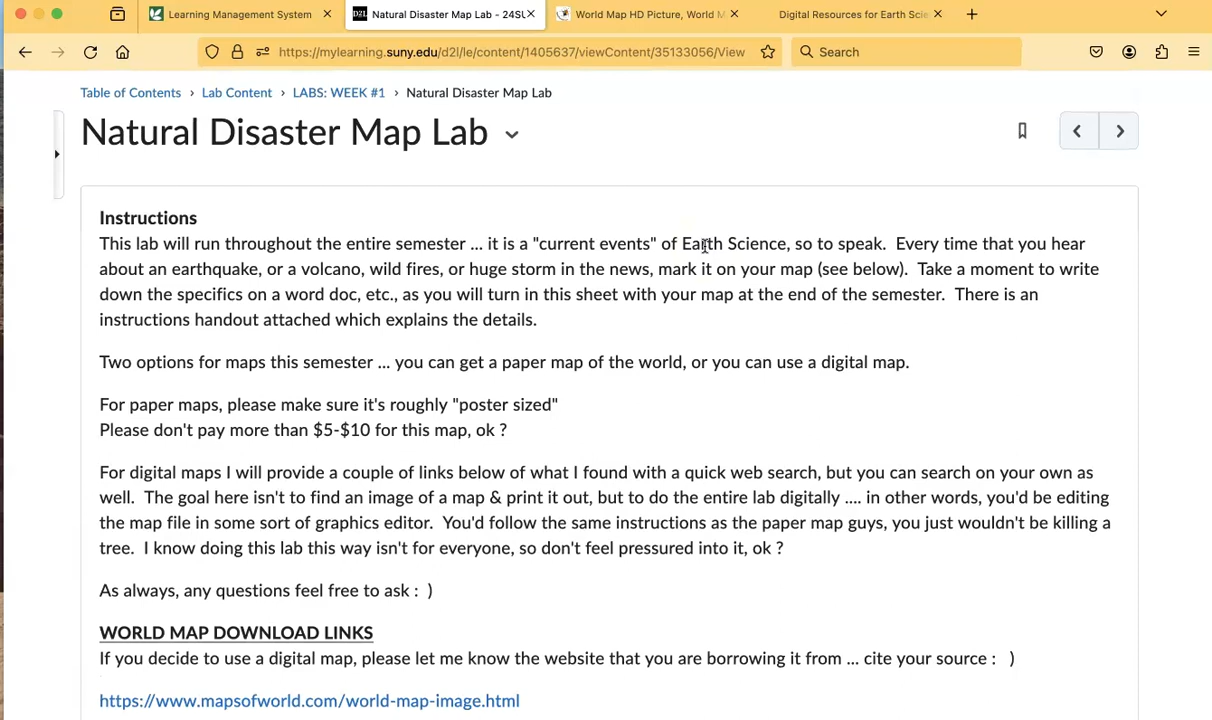 Learning Management System
Natural Disaster Map Lab - 24SU
World Map HD Picture, World M
Digital Resources for Earth Scie
https://mylearning.suny.edu/d2l/le/content/1405637/viewContent/35133056/View
Search
Table of Contents › Lab Content › LABS: WEEK #1 › Natural Disaster Map Lab
Natural Disaster Map Lab
Instructions
This lab will run throughout the entire semester ... it is a "current events" of Earth Science, so to speak. Every time that you hear
about an earthquake, or a volcano, wild fires, or huge storm in the news, mark it on your map (see below). Take a moment to write
down the specifics on a word doc, etc., as you will turn in this sheet with your map at the end of the semester. There is an
instructions handout attached which explains the details.
Two options for maps this semester ... you can get a paper map of the world, or you can use a digital map.
For paper maps, please make sure it's roughly "poster sized"
Please don't pay more than $5-$10 for this map, ok ?
For digital maps I will provide a couple of links below of what I found with a quick web search, but you can search on your own as
well. The goal here isn't to find an image of a map & print it out, but to do the entire lab digitally .... in other words, you'd be editing
the map file in some sort of graphics editor. You'd follow the same instructions as the paper map guys, you just wouldn't be killing a
tree. I know doing this lab this way isn't for everyone, so don't feel pressured into it, ok ?
As always, any questions feel free to ask : )
WORLD MAP DOWNLOAD LINKS
If you decide to use a digital map, please let me know the website that you are borrowing it from ... cite your source : )
https://www.mapsofworld.com/world-map-image.html